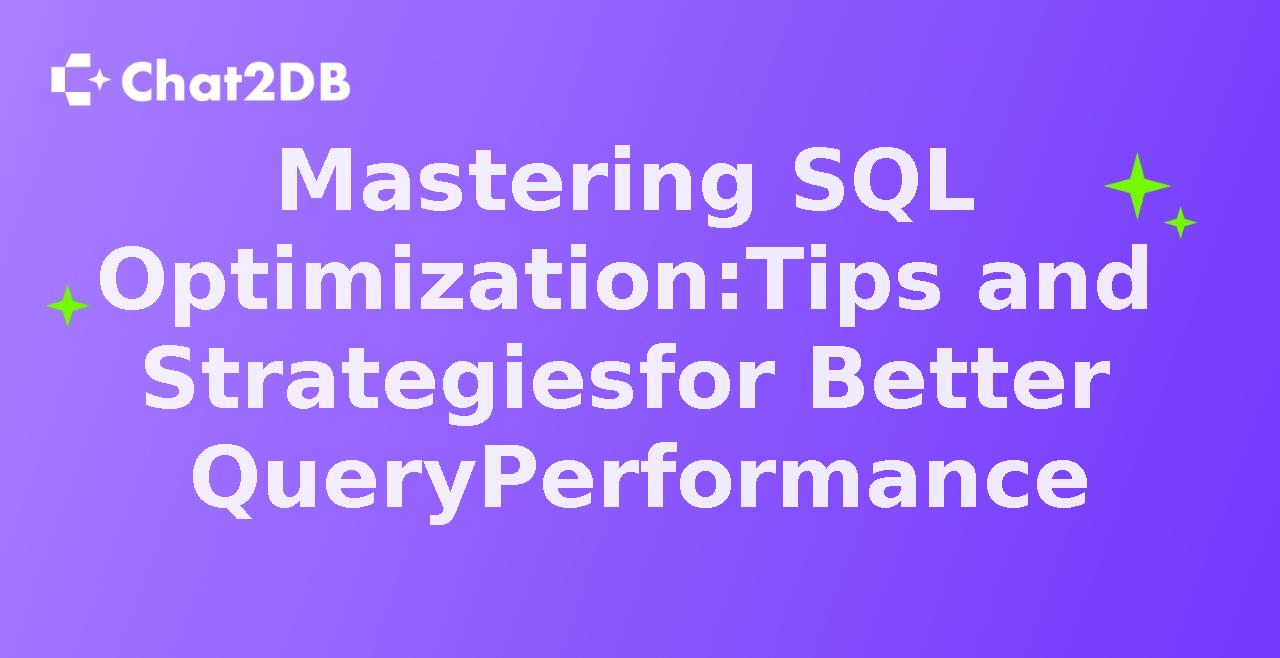 Chat2DB
Mastering SQL
Optimization:Tips and
Strategiesfor Better
QueryPerformance